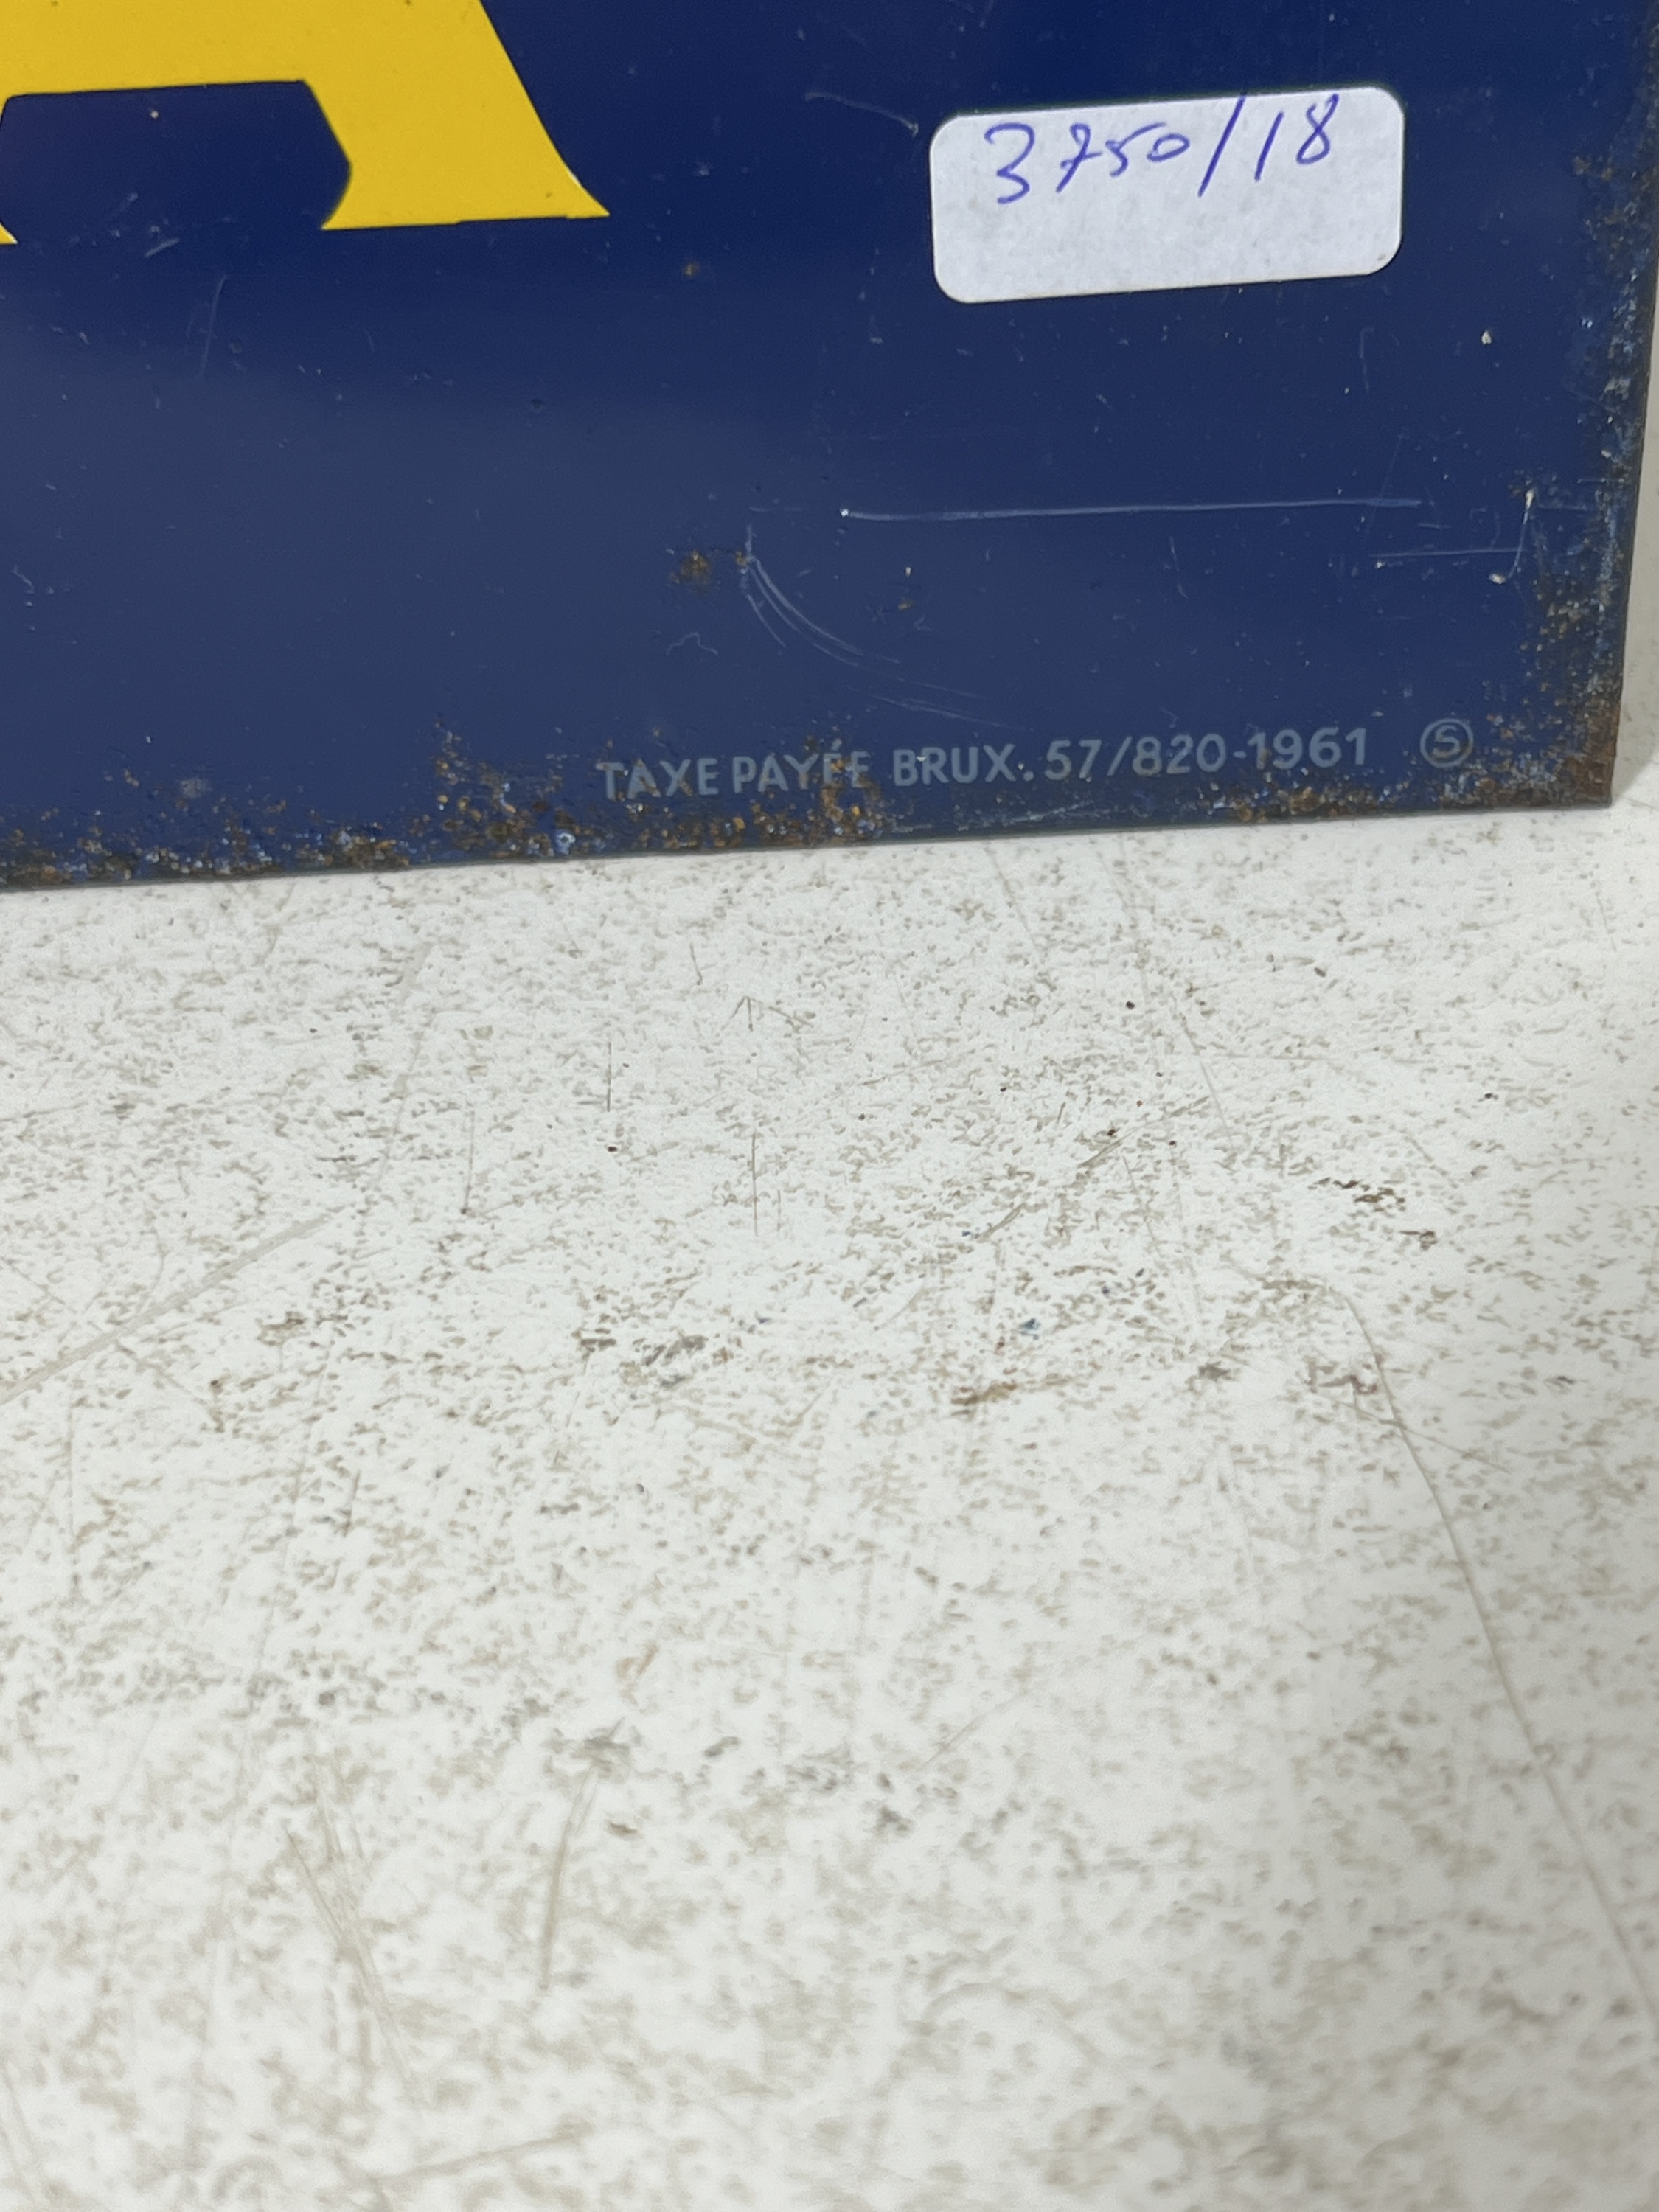 A
3750/18
TAXE PAYÉE BRUX. 57/820-1961 Ⓢ